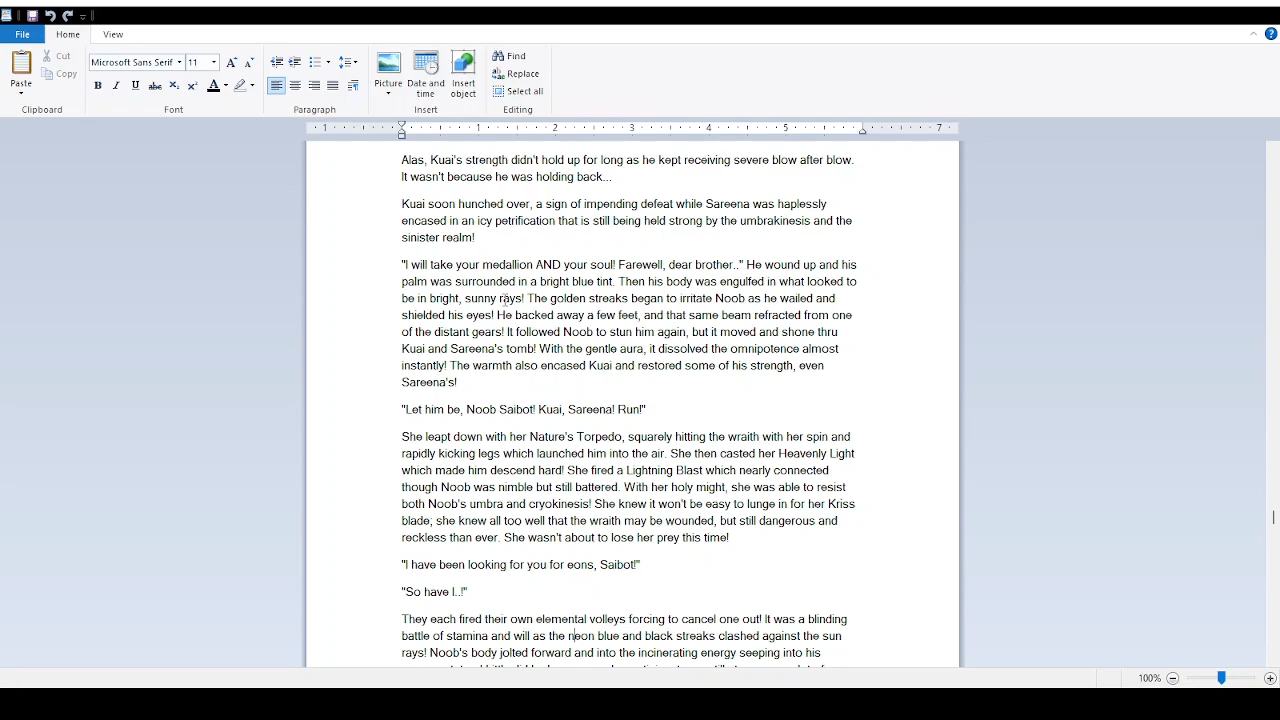 File Home View
Paste
Cut
Copy
Clipboard
Microsoft Sans Serif 11
Font
Paragraph
Picture
Date and time
Insert object
Insert
Find
Replace
Select all
Editing
1 1 2 3 4 5 7
Alas, Kuai's strength didn't hold up for long as he kept receiving severe blow after blow.
It wasn't because he was holding back...
Kuai soon hunched over, a sign of impending defeat while Sareena was haplessly
encased in an icy petrification that is still being held strong by the umbrakinesis and the
sinister realm!
"I will take your medallion AND your soul! Farewell, dear brother.." He wound up and his
palm was surrounded in a bright blue tint. Then his body was engulfed in what looked to
be in bright, sunny rays! The golden streaks began to irritate Noob as he wailed and
shielded his eyes! He backed away a few feet, and that same beam refracted from one
of the distant gears! It followed Noob to stun him again, but it moved and shone thru
Kuai and Sareena's tomb! With the gentle aura, it dissolved the omnipotence almost
instantly! The warmth also encased Kuai and restored some of his strength, even
Sareena's!
"Let him be, Noob Saibot! Kuai, Sareena! Run!"
She leapt down with her Nature's Torpedo, squarely hitting the wraith with her spin and
rapidly kicking legs which launched him into the air. She then casted her Heavenly Light
which made him descend hard! She fired a Lightning Blast which nearly connected
though Noob was nimble but still battered. With her holy might, she was able to resist
both Noob's umbra and cryokinesis! She knew it won't be easy to lunge in for her Kriss
blade; she knew all too well that the wraith may be wounded, but still dangerous and
reckless than ever. She wasn't about to lose her prey this time!
"I have been looking for you for eons, Saibot!"
"So have I..!"
They each fired their own elemental volleys forcing to cancel one out! It was a blinding
battle of stamina and will as the neon blue and black streaks clashed against the sun
rays! Noob's body jolted forward and into the incinerating energy seeping into his
100%